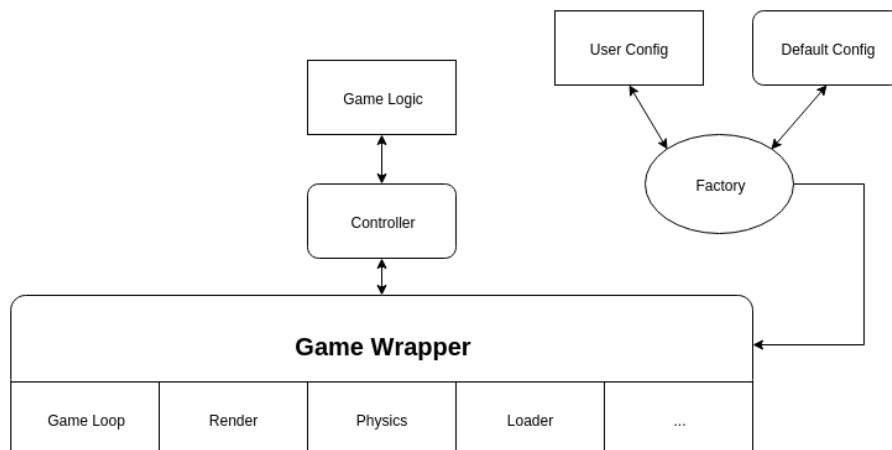 User Config
Default Config
Game Logic
Factory
Controller
Game Wrapper
Game Loop
Render
Physics
Loader
...